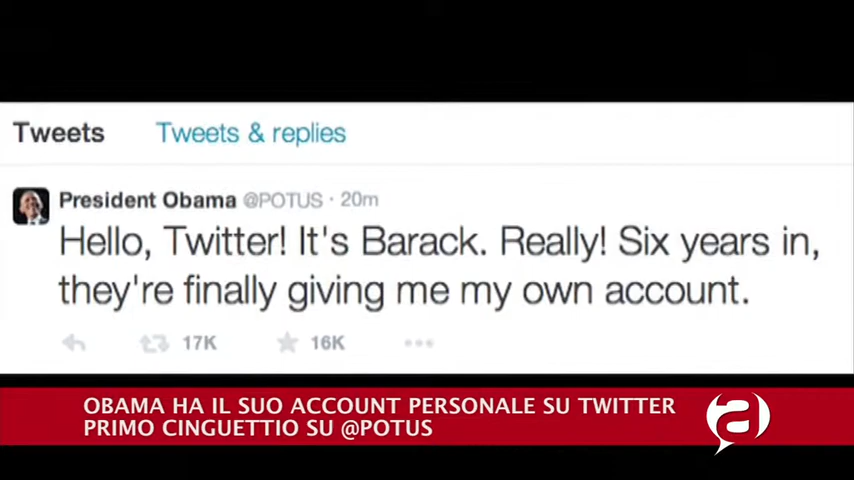 Tweets Tweets & replies
President Obama @POTUS · 20m
Hello, Twitter! It's Barack. Really! Six years in,
they're finally giving me my own account.
17K 16K
OBAMA HA IL SUO ACCOUNT PERSONALE SU TWITTER
PRIMO CINGUETTIO SU @POTUS
a